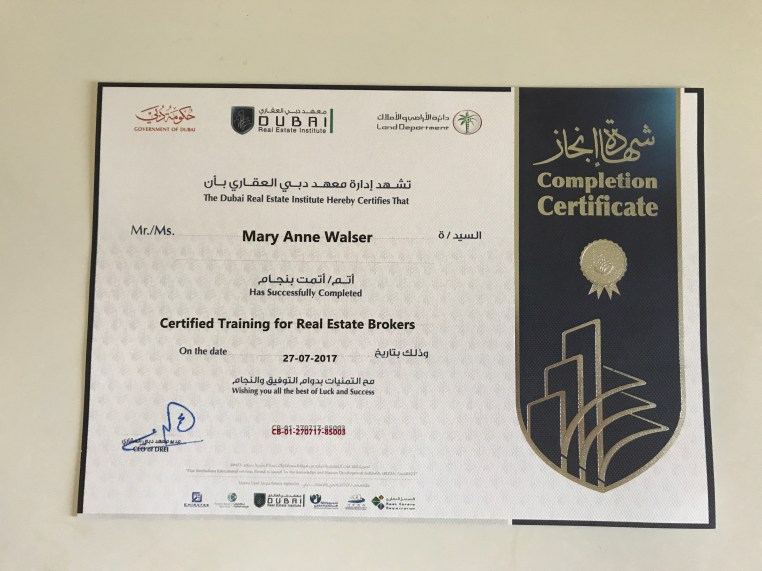 حكومة دبي
GOVERNMENT OF DUBAI
معهد دبي العقاري
DUBAI
Real Estate Institute
دائرة الأراضي والأملاك
Land Department
شهادة إنجاز
Completion
Certificate
تشهد إدارة معهد دبي العقاري بأن
The Dubai Real Estate Institute Hereby Certifies That
Mr./Ms. Mary Anne Walser السيد / ة
أتم/ أتمت بنجاح
Has Successfully Completed
Certified Training for Real Estate Brokers
On the date 27-07-2017 وذلك بتاريخ
مع التمنيات بدوام التوفيق والنجاح
Wishing you all the best of Luck and Success
CB-01-270717-85003
CEO of DREI
DUBAI
Real Estate Institute